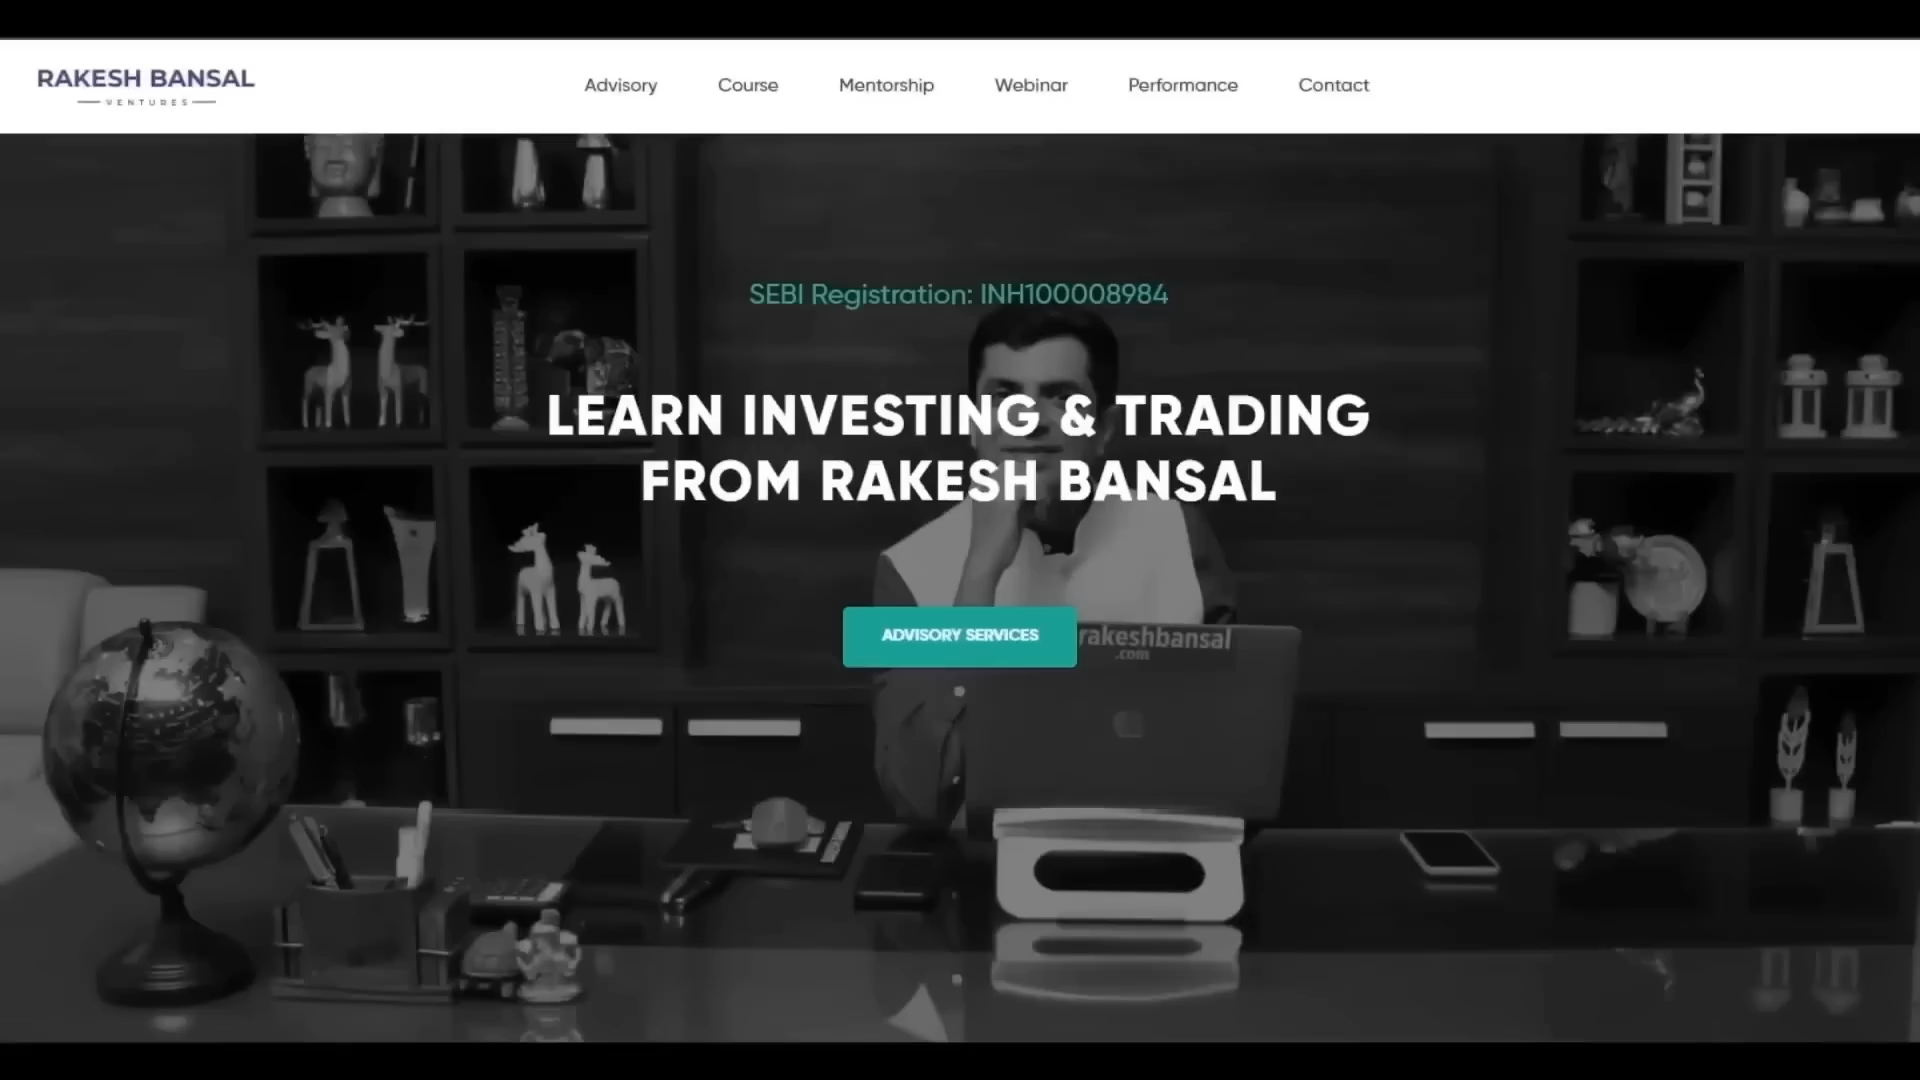 RAKESH BANSAL
VENTURES
Advisory
Course
Mentorship
Webinar
Performance
Contact
SEBI Registration: INH100008984
LEARN INVESTING & TRADING
FROM RAKESH BANSAL
ADVISORY SERVICES
rakeshbansal
.com